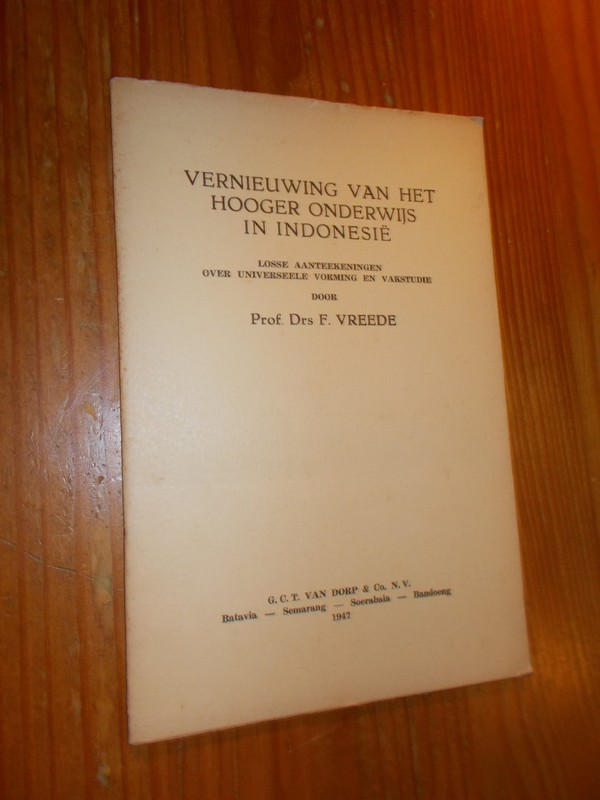 VERNIEUWING VAN HET
HOOGER ONDERWIJS
IN INDONESIË
LOSSE AANTEEKENINGEN
OVER UNIVERSEELE VORMING EN VAKSTUDIE
DOOR
Prof. Drs F. VREEDE
G. C. T. VAN DORP & Co. N. V.
Batavia — Semarang — Soerabaia — Bandoeng
1947